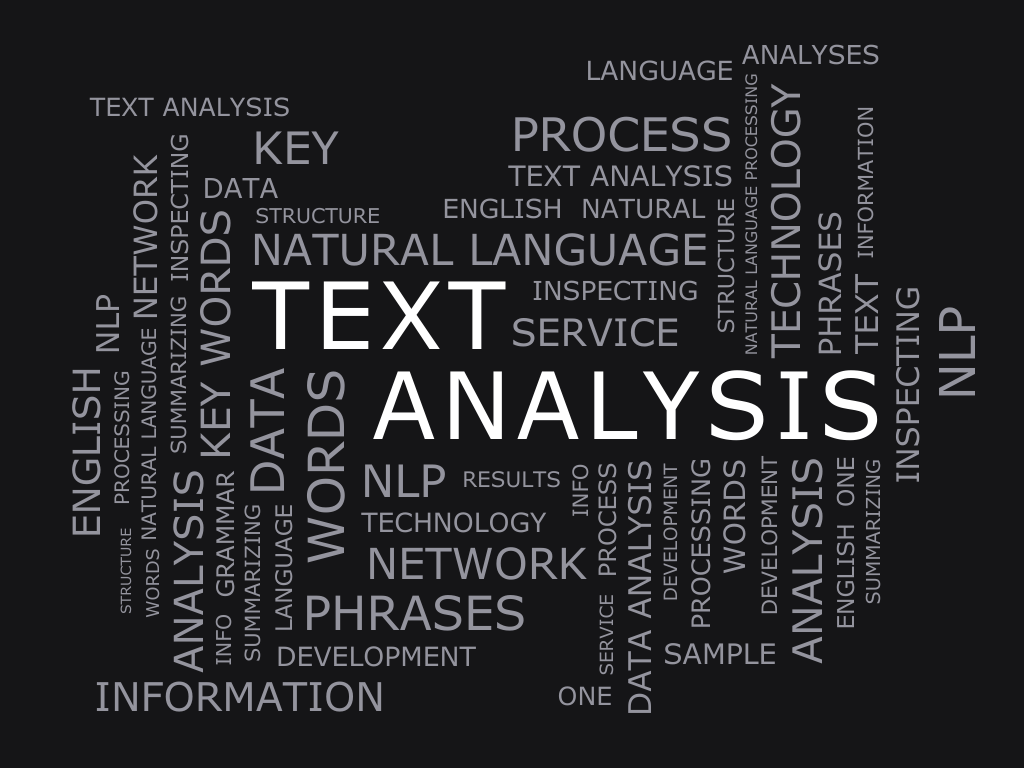 ANALYSES
LANGUAGE
TEXT ANALYSIS
KEY
PROCESS
TEXT ANALYSIS
DATA
STRUCTURE
ENGLISH
NATURAL
NATURAL LANGUAGE
TEXT
INSPECTING
SERVICE
ANALYSIS
NETWORK
INSPECTING
KEY WORDS
NLP
SUMMARIZING
NATURAL LANGUAGE
ENGLISH
PROCESSING
DATA
WORDS
STRUCTURE
NATURAL LANGUAGE PROCESSING
TECHNOLOGY
PHRASES
INFORMATION
TEXT
INSPECTING
NLP
NLP
RESULTS
TECHNOLOGY
NETWORK
PHRASES
DEVELOPMENT
INFORMATION
STRUCTURE
WORDS
ANALYSIS
GRAMMAR
INFO
SUMMARIZING
LANGUAGE
INFO
PROCESS
SERVICE
DATA ANALYSIS
DEVELOPMENT
PROCESSING
WORDS
DEVELOPMENT
ANALYSIS
ONE
ENGLISH
SUMMARIZING
SAMPLE
ONE